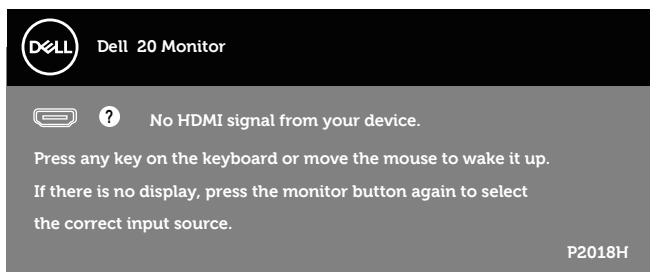 DELL
Dell 20 Monitor
? No HDMI signal from your device.
Press any key on the keyboard or move the mouse to wake it up.
If there is no display, press the monitor button again to select
the correct input source.
P2018H